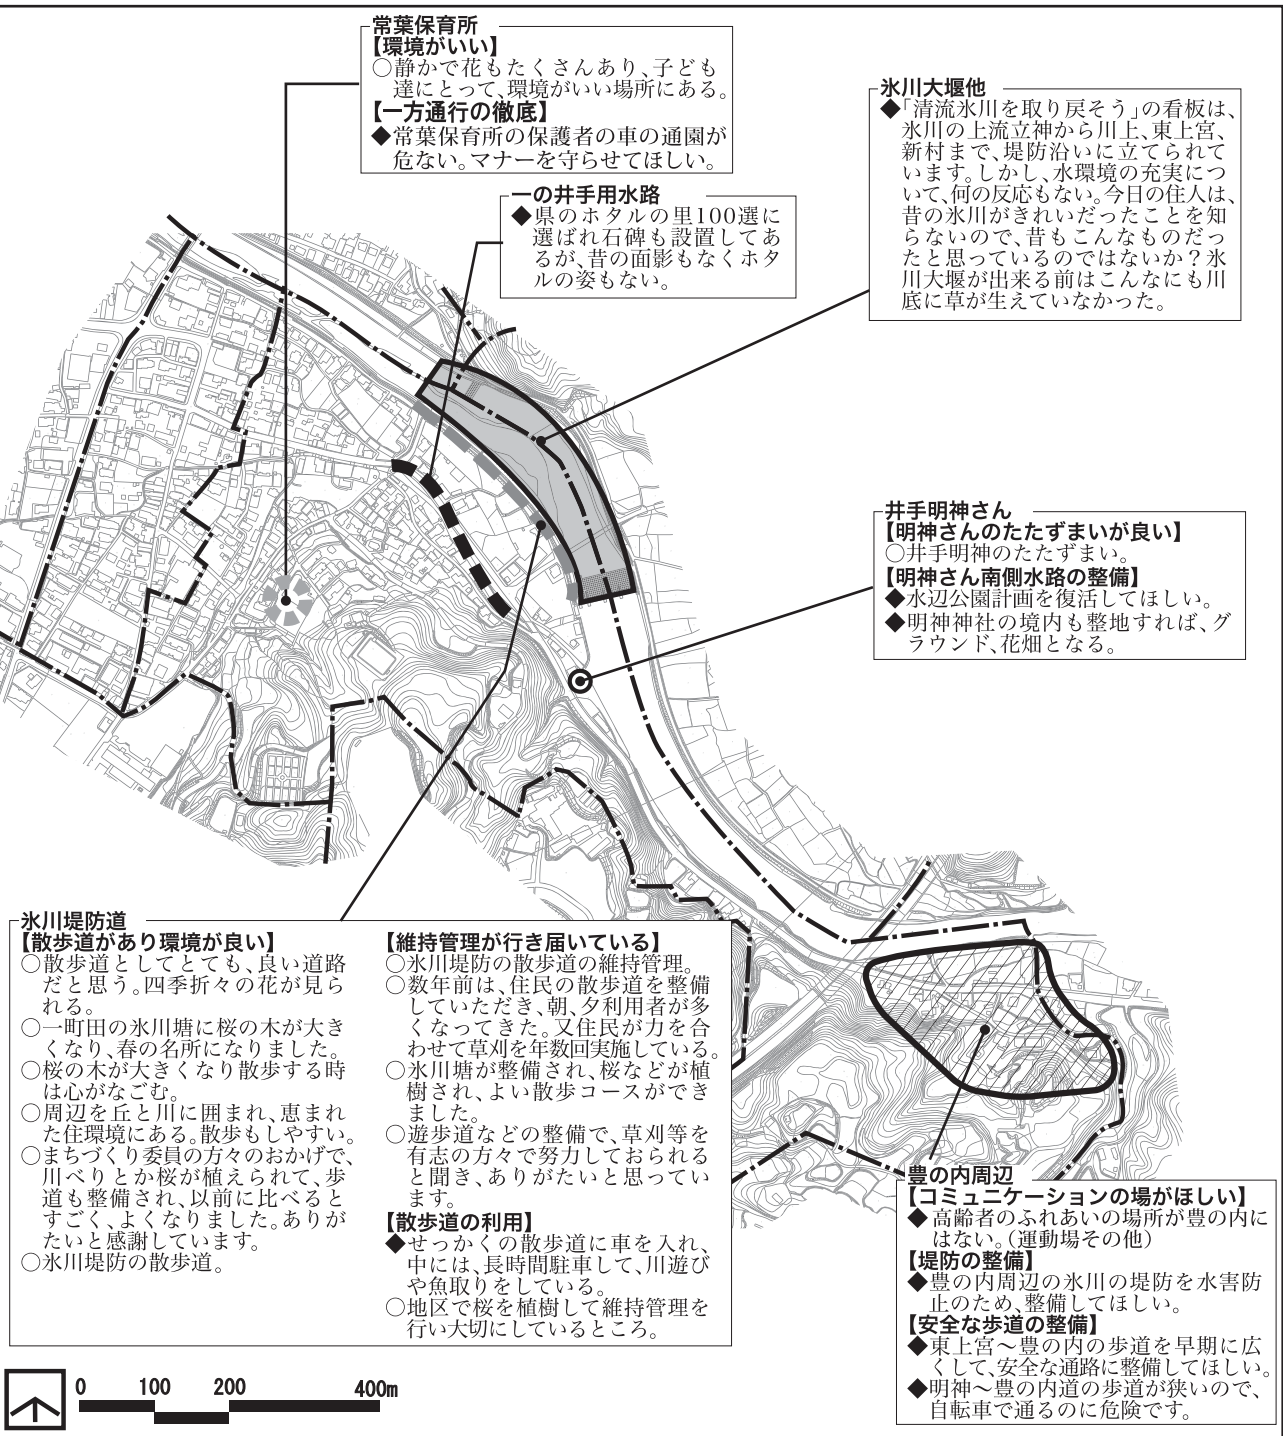 常葉保育所
【環境がいい】
○静かで花もたくさんあり、子ども
達にとって、環境がいい場所にある。
【一方通行の徹底】
◆常葉保育所の保護者の車の通園が
危ない。マナーを守らせてほしい。
一の井手用水路
◆県のホタルの里100選に
選ばれ石碑も設置してあ
るが、昔の面影もなくホタ
ルの姿もない。
氷川大堰他
◆「清流氷川を取り戻そう」の看板は、
氷川の上流立神から川上、東上宮、
新村まで、堤防沿いに立てられて
います。しかし、水環境の充実につ
いて、何の反応もない。今日の住人は、
昔の氷川がきれいだったことを知
らないので、昔もこんなものだっ
たと思っているのではないか？氷
川大堰が出来る前はこんなにも川
底に草が生えていなかった。
井手明神さん
【明神さんのたたずまいが良い】
○井手明神のたたずまい。
【明神さん南側水路の整備】
◆水辺公園計画を復活してほしい。
◆明神神社の境内も整地すれば、グ
ラウンド、花畑となる。
氷川堤防道
【散歩道があり環境が良い】
○散歩道としてとても、良い道路
だと思う。四季折々の花が見ら
れる。
○一町田の氷川塘に桜の木が大き
くなり、春の名所になりました。
○桜の木が大きくなり散歩する時
は心がなごむ。
○周辺を丘と川に囲まれ、恵まれ
た住環境にある。散歩もしやすい。
○まちづくり委員の方々のおかげで、
川べりとか桜が植えられて、歩
道も整備され、以前に比べると
すごく、よくなりました。ありが
たいと感謝しています。
○氷川堤防の散歩道。
【維持管理が行き届いている】
○氷川堤防の散歩道の維持管理。
○数年前は、住民の散歩道を整備
していただき、朝、夕利用者が多
くなってきた。又住民が力を合
わせて草刈を年数回実施している。
○氷川塘が整備され、桜などが植
樹され、よい散歩コースができ
ました。
○遊歩道などの整備で、草刈等を
有志の方々で努力しておられる
と聞き、ありがたいと思ってい
ます。
【散歩道の利用】
◆せっかくの散歩道に車を入れ、
中には、長時間駐車して、川遊び
や魚取りをしている。
○地区で桜を植樹して維持管理を
行い大切にしているところ。
豊の内周辺
【コミュニケーションの場がほしい】
◆高齢者のふれあいの場所が豊の内に
はない。（運動場その他）
【堤防の整備】
◆豊の内周辺の氷川の堤防を水害防
止のため、整備してほしい。
【安全な歩道の整備】
◆東上宮～豊の内の歩道を早期に広
くして、安全な通路に整備してほしい。
◆明神～豊の内道の歩道が狭いので、
自転車で通るのに危険です。
0 100 200 400m